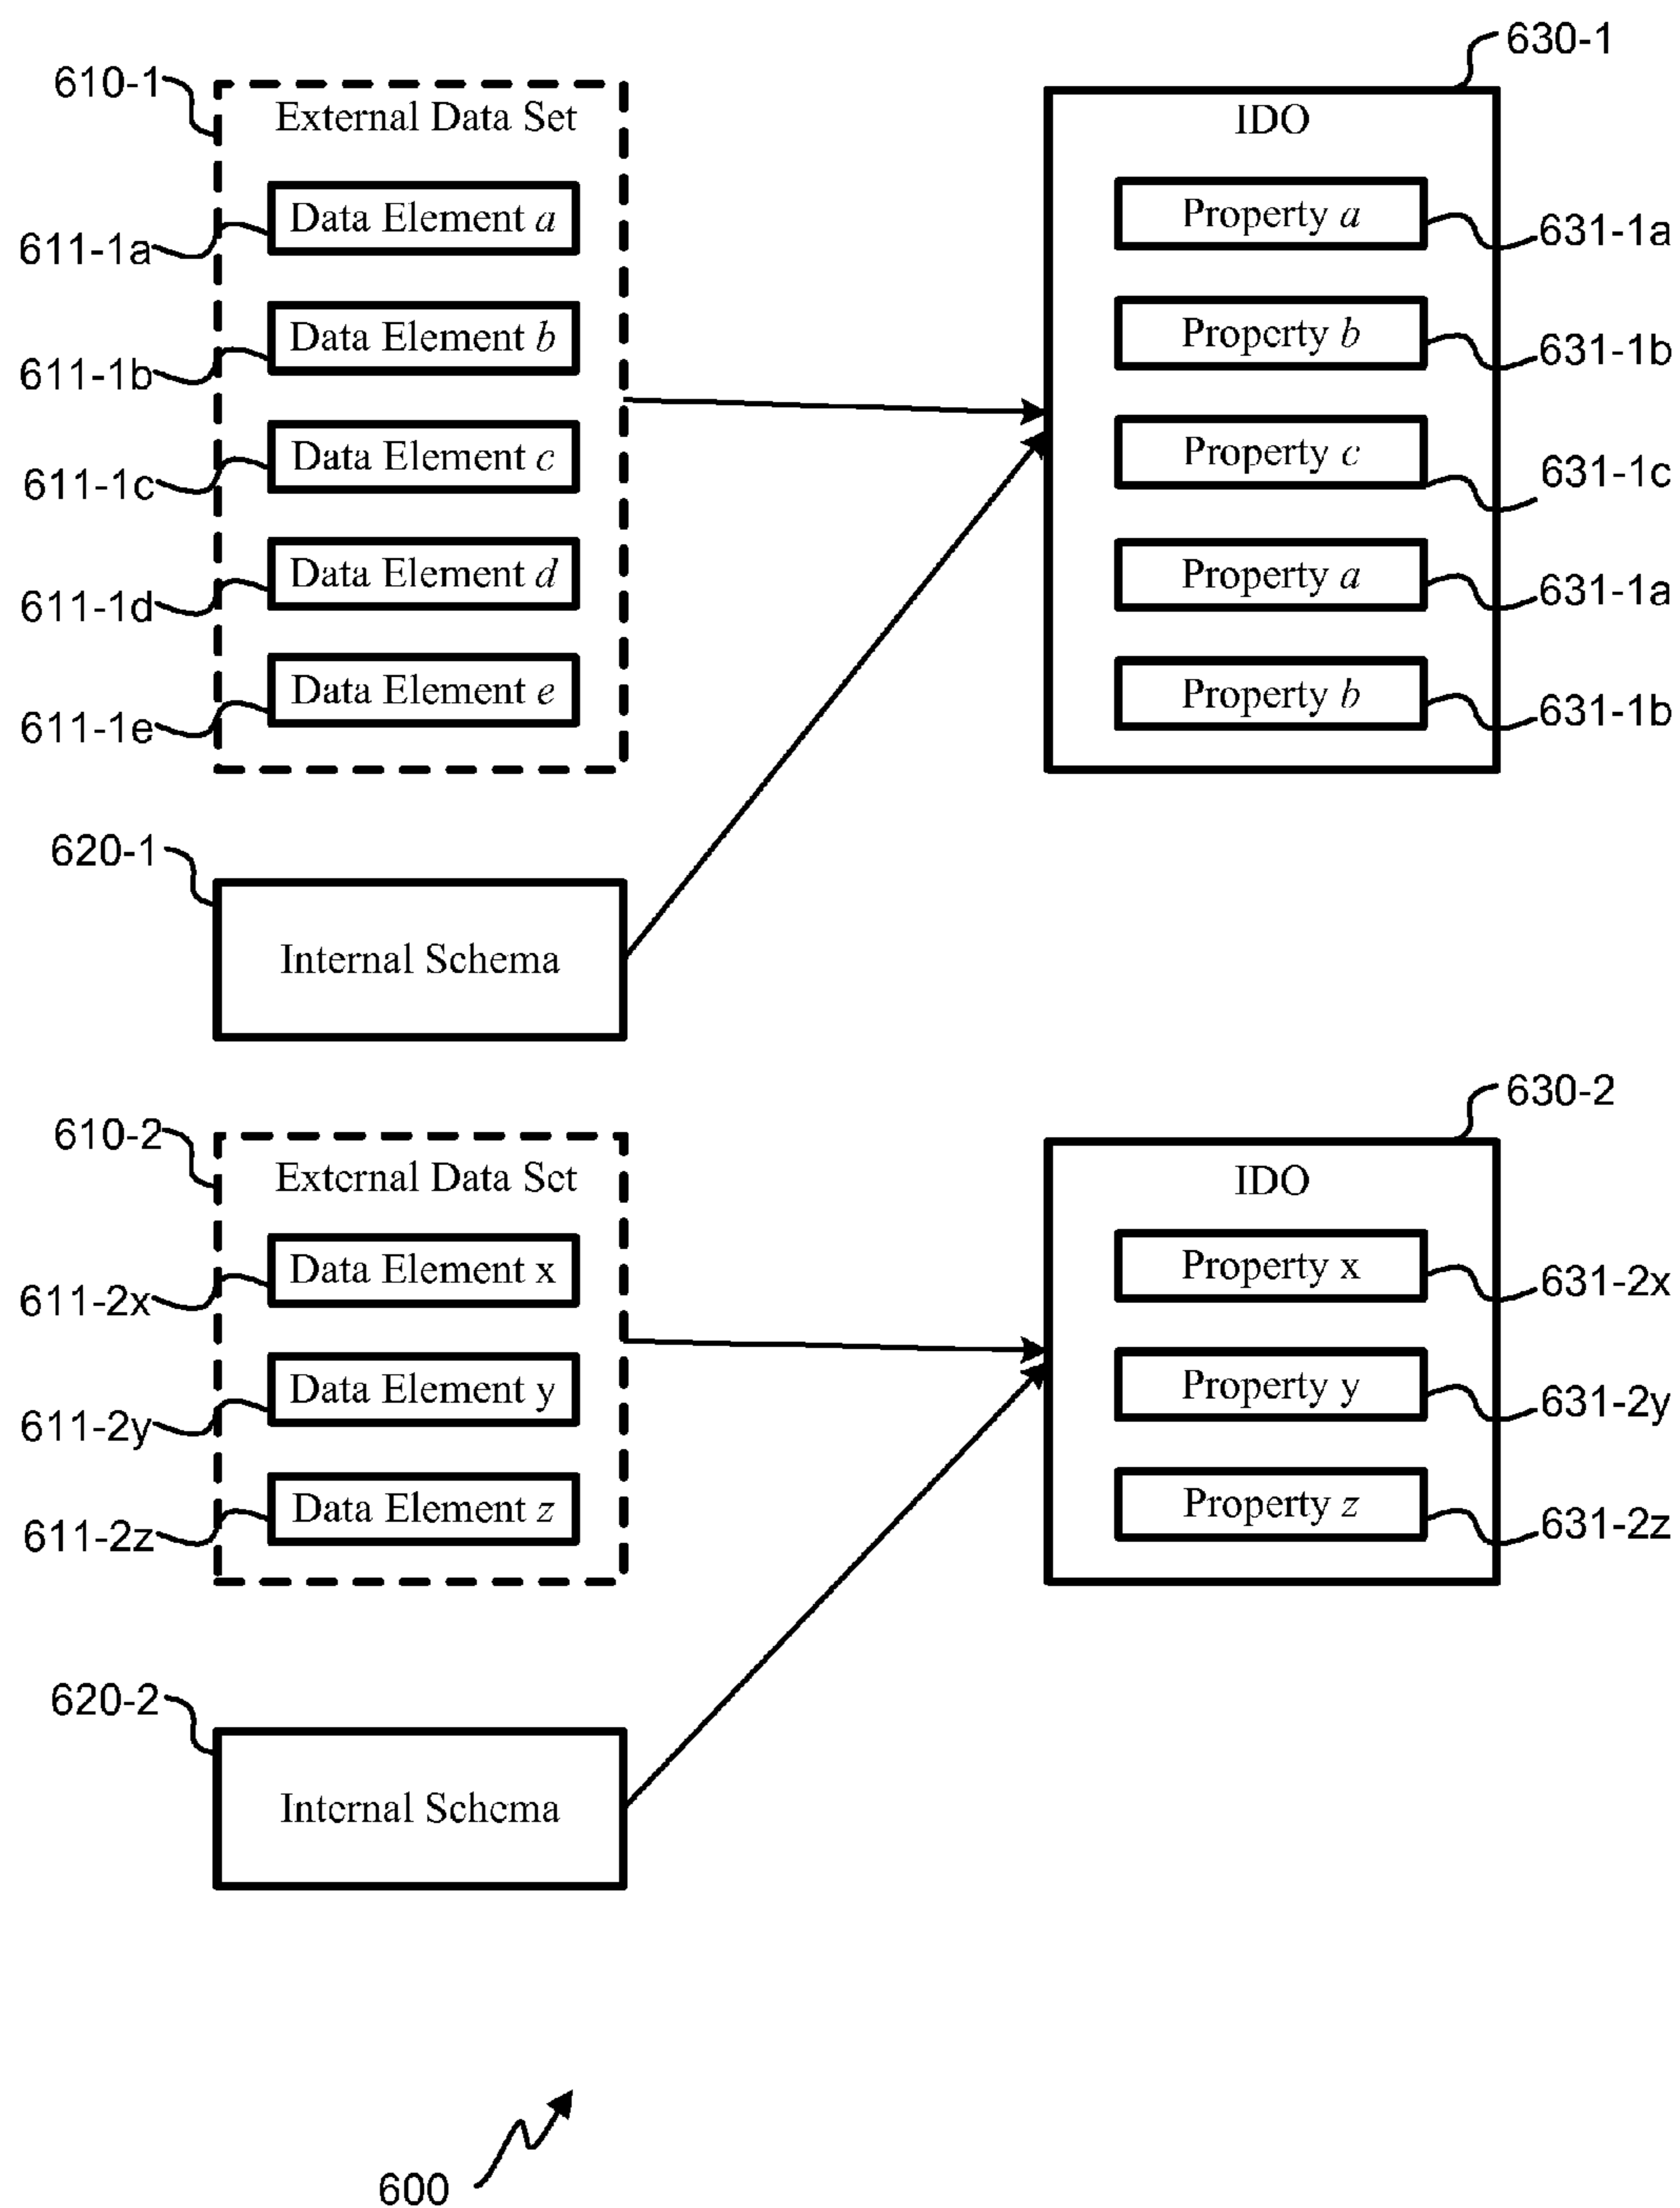 630-1
610-1
External Data Set
IDO
Data Element a
Property a
611-1a
631-1a
Data Element b
Property b
611-1b
631-1b
Data Element c
Property c
611-1c
631-1c
Data Element d
Property a
611-1d
631-1a
Data Element e
Property b
611-1e
631-1b
620-1
Internal Schema
630-2
610-2
External Data Set
IDO
Data Element x
Property x
611-2x
631-2x
Data Element y
Property y
611-2y
631-2y
Data Element z
Property z
611-2z
631-2z
620-2
Internal Schema
600